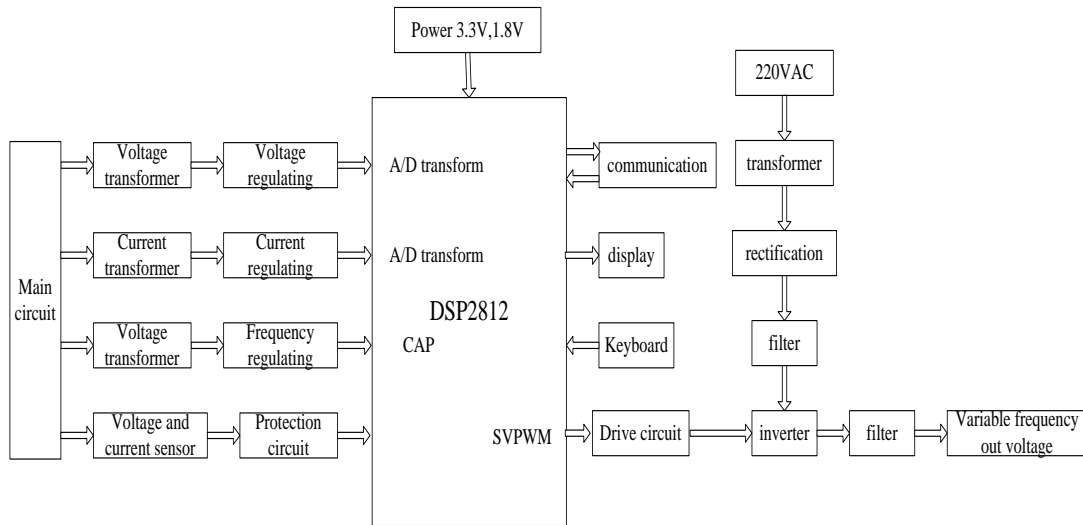 Power 3.3V,1.8V
220VAC
Main
circuit
Voltage
transformer
Voltage
regulating
A/D transform
communication
transformer
Current
transformer
Current
regulating
A/D transform
display
rectification
DSP2812
Voltage
transformer
Frequency
regulating
CAP
Keyboard
filter
Voltage and
current sensor
Protection
circuit
SVPWM
Drive circuit
inverter
filter
Variable frequency
out voltage